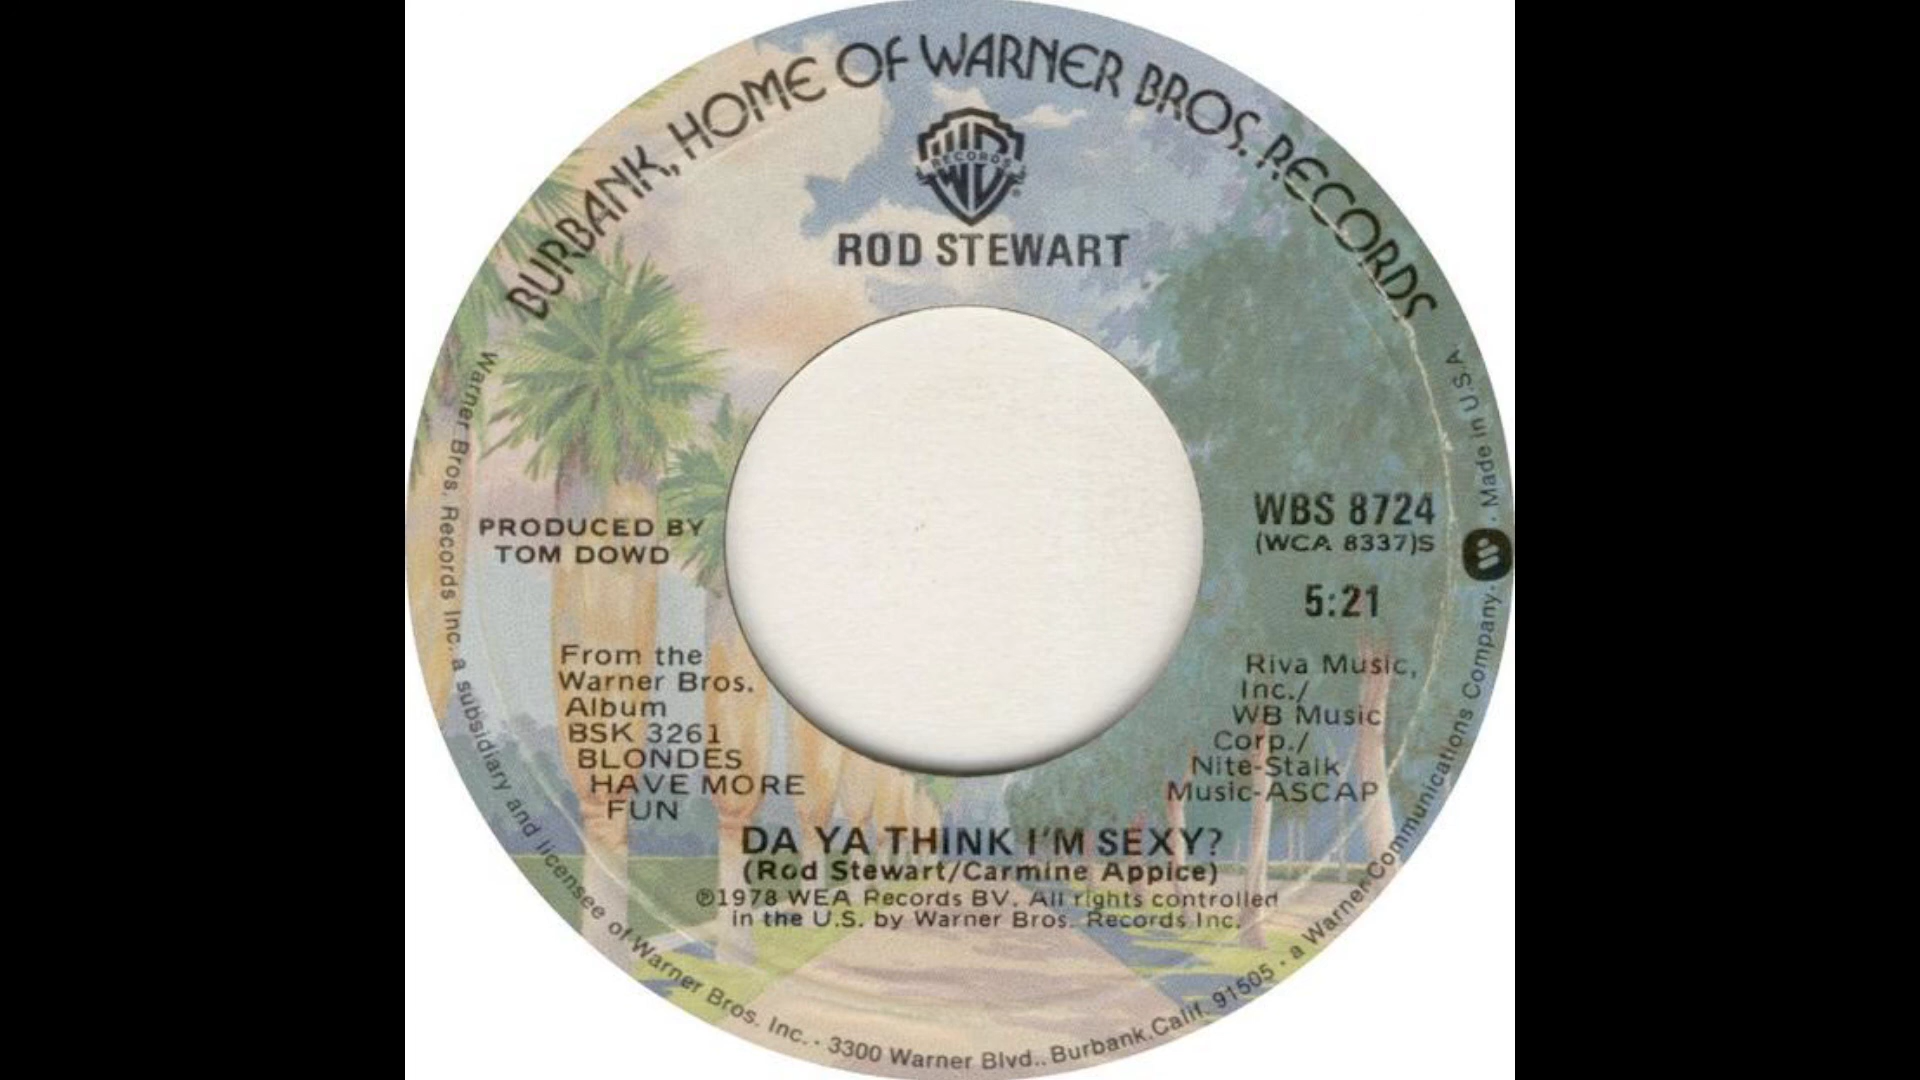 BURBANK, HOME OF WARNER BROS. RECORDS
RECORDS
ROD STEWART
PRODUCED BY
TOM DOWD
WBS 8724
(WCA 8337)S
5:21
From the
Warner Bros.
Album
BSK 3261
BLONDES
HAVE MORE
FUN
Riva Music,
Inc./
WB Music
Corp./
Nite-Stalk
Music-ASCAP
DA YA THINK I'M SEXY?
(Rod Stewart/Carmine Appice)
℗1978 WEA Records BV. All rights controlled
in the U.S. by Warner Bros. Records Inc.
Warner Bros. Records Inc. a subsidiary and licensee of Warner Bros. Inc. · 3300 Warner Blvd., Burbank, Calif. 91505 · a Warner Communications Company. · Made in U.S.A.